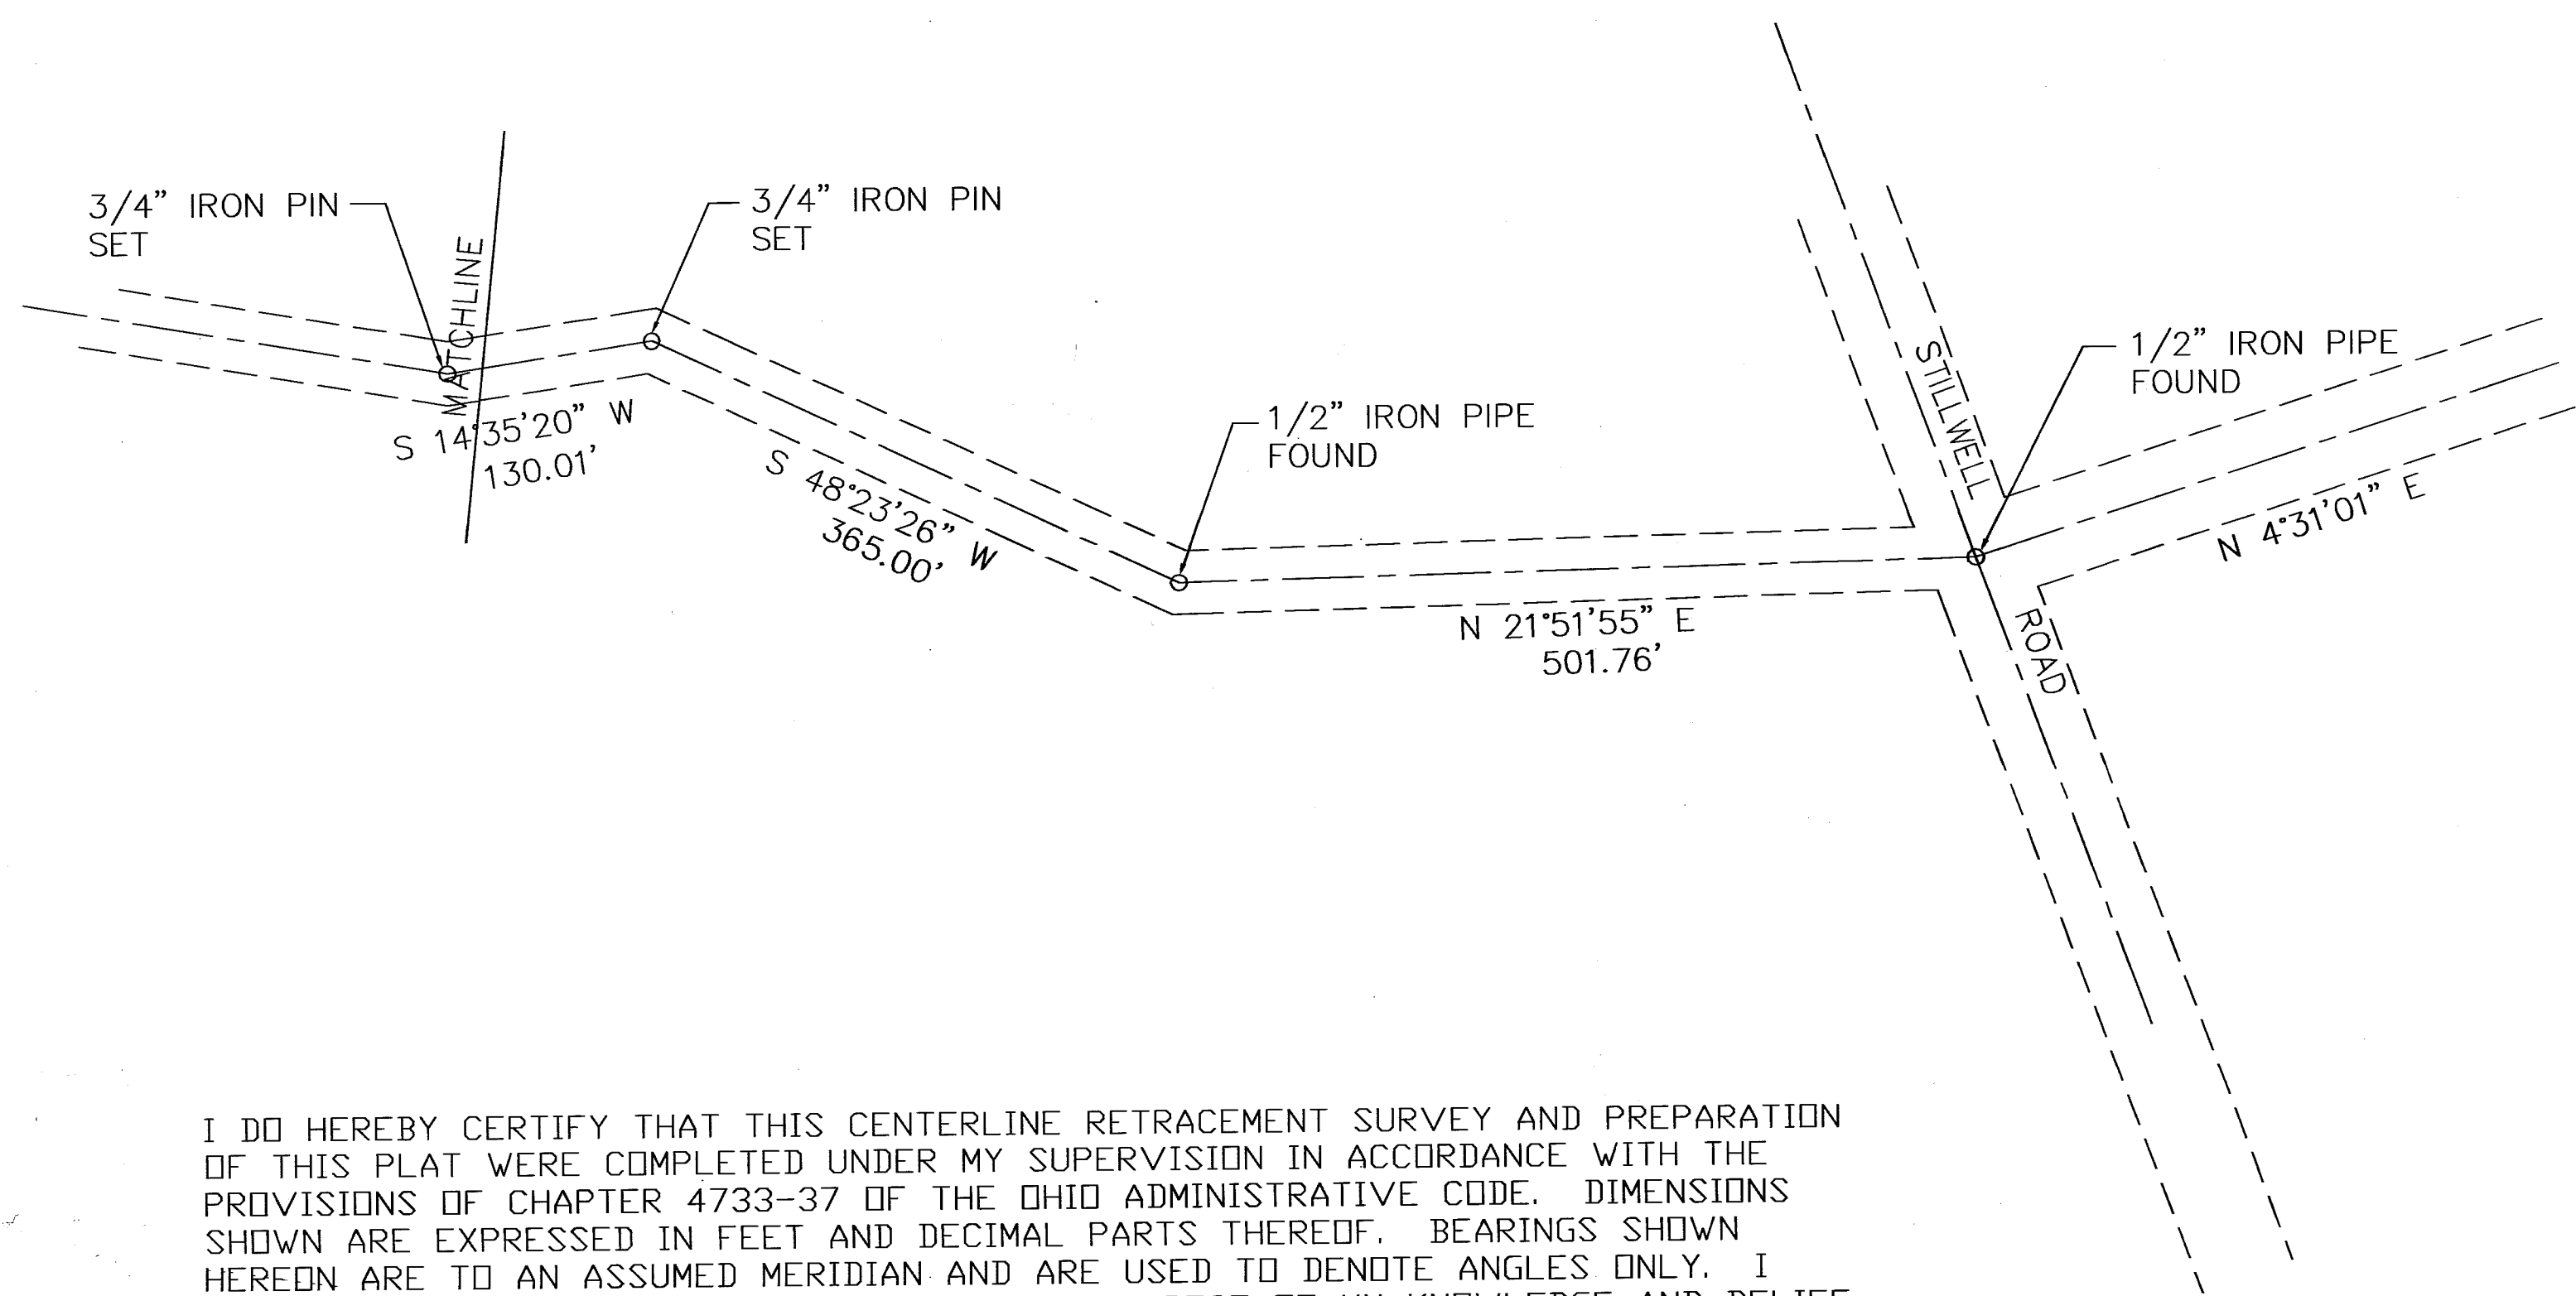 3/4" IRON PIN
SET
MATCHLINE
3/4" IRON PIN
SET
S 14°35'20" W
130.01'
S 48°23'26" W
365.00'
1/2" IRON PIPE
FOUND
N 21°51'55" E
501.76'
STILLWELL
ROAD
1/2" IRON PIPE
FOUND
N 4°31'01" E
I DO HEREBY CERTIFY THAT THIS CENTERLINE RETRACEMENT SURVEY AND PREPARATION
OF THIS PLAT WERE COMPLETED UNDER MY SUPERVISION IN ACCORDANCE WITH THE
PROVISIONS OF CHAPTER 4733-37 OF THE OHIO ADMINISTRATIVE CODE. DIMENSIONS
SHOWN ARE EXPRESSED IN FEET AND DECIMAL PARTS THEREOF. BEARINGS SHOWN
HEREON ARE TO AN ASSUMED MERIDIAN AND ARE USED TO DENOTE ANGLES ONLY. I
MY KNOWLEDGE AND BELIEF